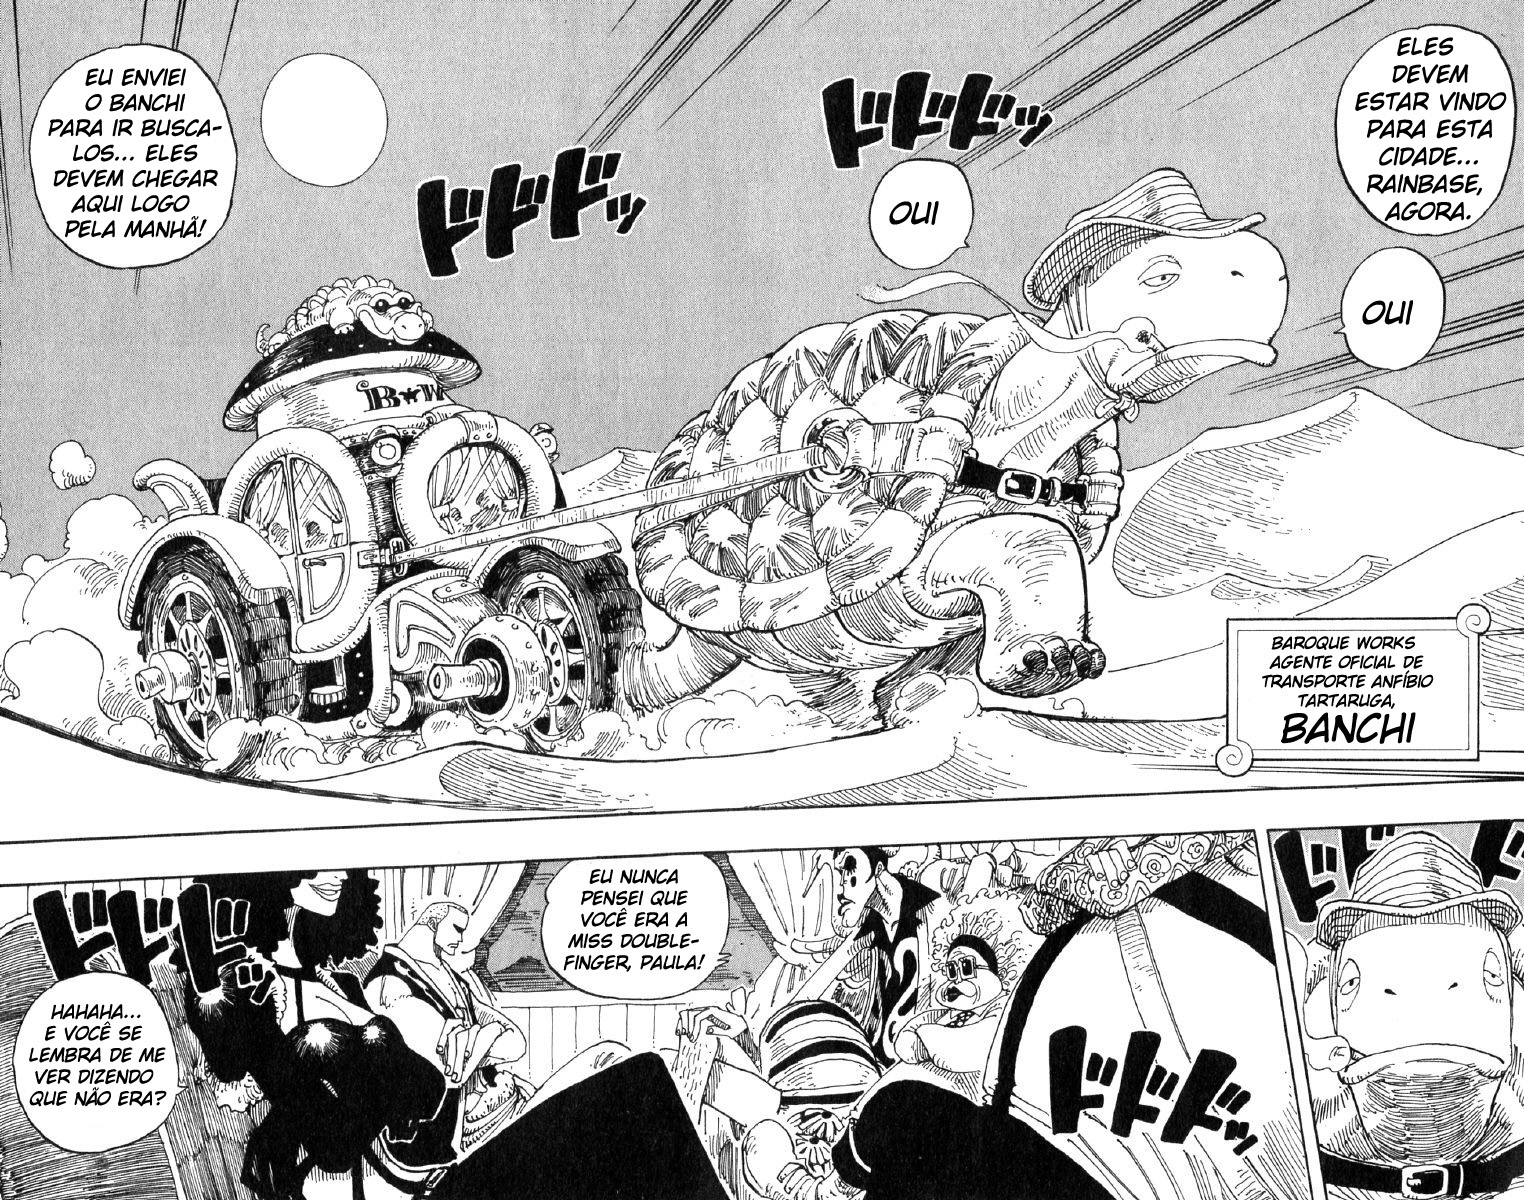 ELES
DEVEM
ESTAR VINDO
PARA ESTA
CIDADE...
RAINBASE,
AGORA.
OUI
OUI
ドドドッ
ドドドッ
EU ENVIEI
O BANCHI
PARA IR BUSCA-
LOS... ELES
DEVEM CHEGAR
AQUI LOGO
PELA MANHÃ!
B★W
BAROQUE WORKS
AGENTE OFICIAL DE
TRANSPORTE ANFÍBIO
TARTARUGA,
BANCHI
ドドド
ドドドッ
EU NUNCA
PENSEI QUE
VOCÊ ERA A
MISS DOUBLE-
FINGER, PAULA!
ドドドッ
HAHAHA...
E VOCÊ SE
LEMBRA DE ME
VER DIZENDO
QUE NÃO ERA?